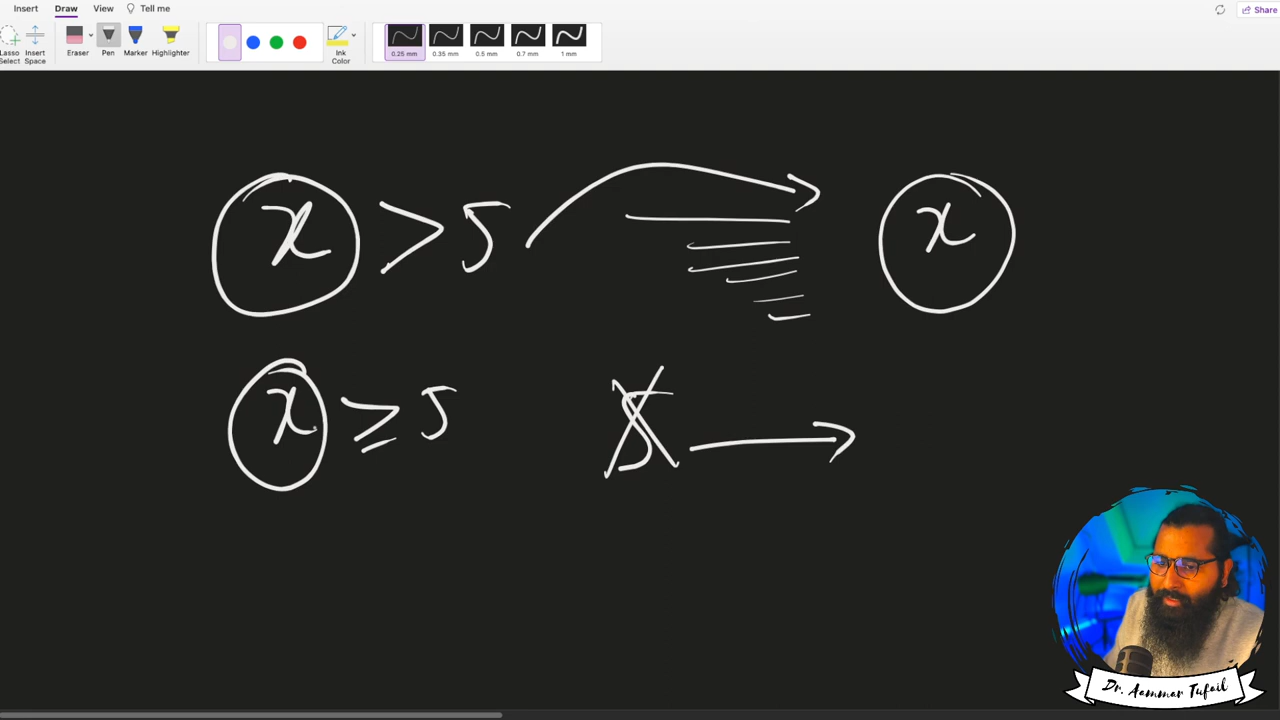 Insert Draw View Tell me Share
Lasso Select Insert Space Eraser Pen Marker Highlighter Ink Color 0.25 mm 0.35 mm 0.5 mm 0.7 mm 1 mm
x > 5 x
x ≥ 5 5
Dr. Aammar Tufail